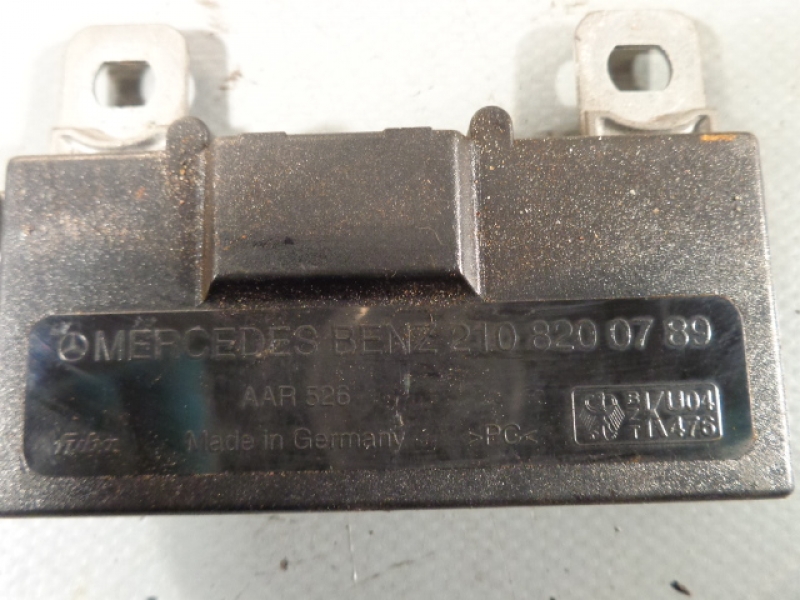 MERCEDES BENZ 210 820 07 89
AAR 526
Made in Germany >PC<